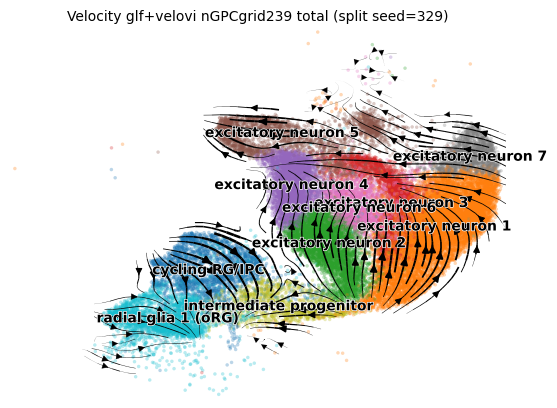 Velocity glf+velovi nGPCgrid239 total (split seed=329)
excitatory neuron 5
excitatory neuron 7
excitatory neuron 4
excitatory neuron 3
excitatory neuron 6
excitatory neuron 1
excitatory neuron 2
cycling RG/IPC
intermediate progenitor
radial glia 1 (oRG)